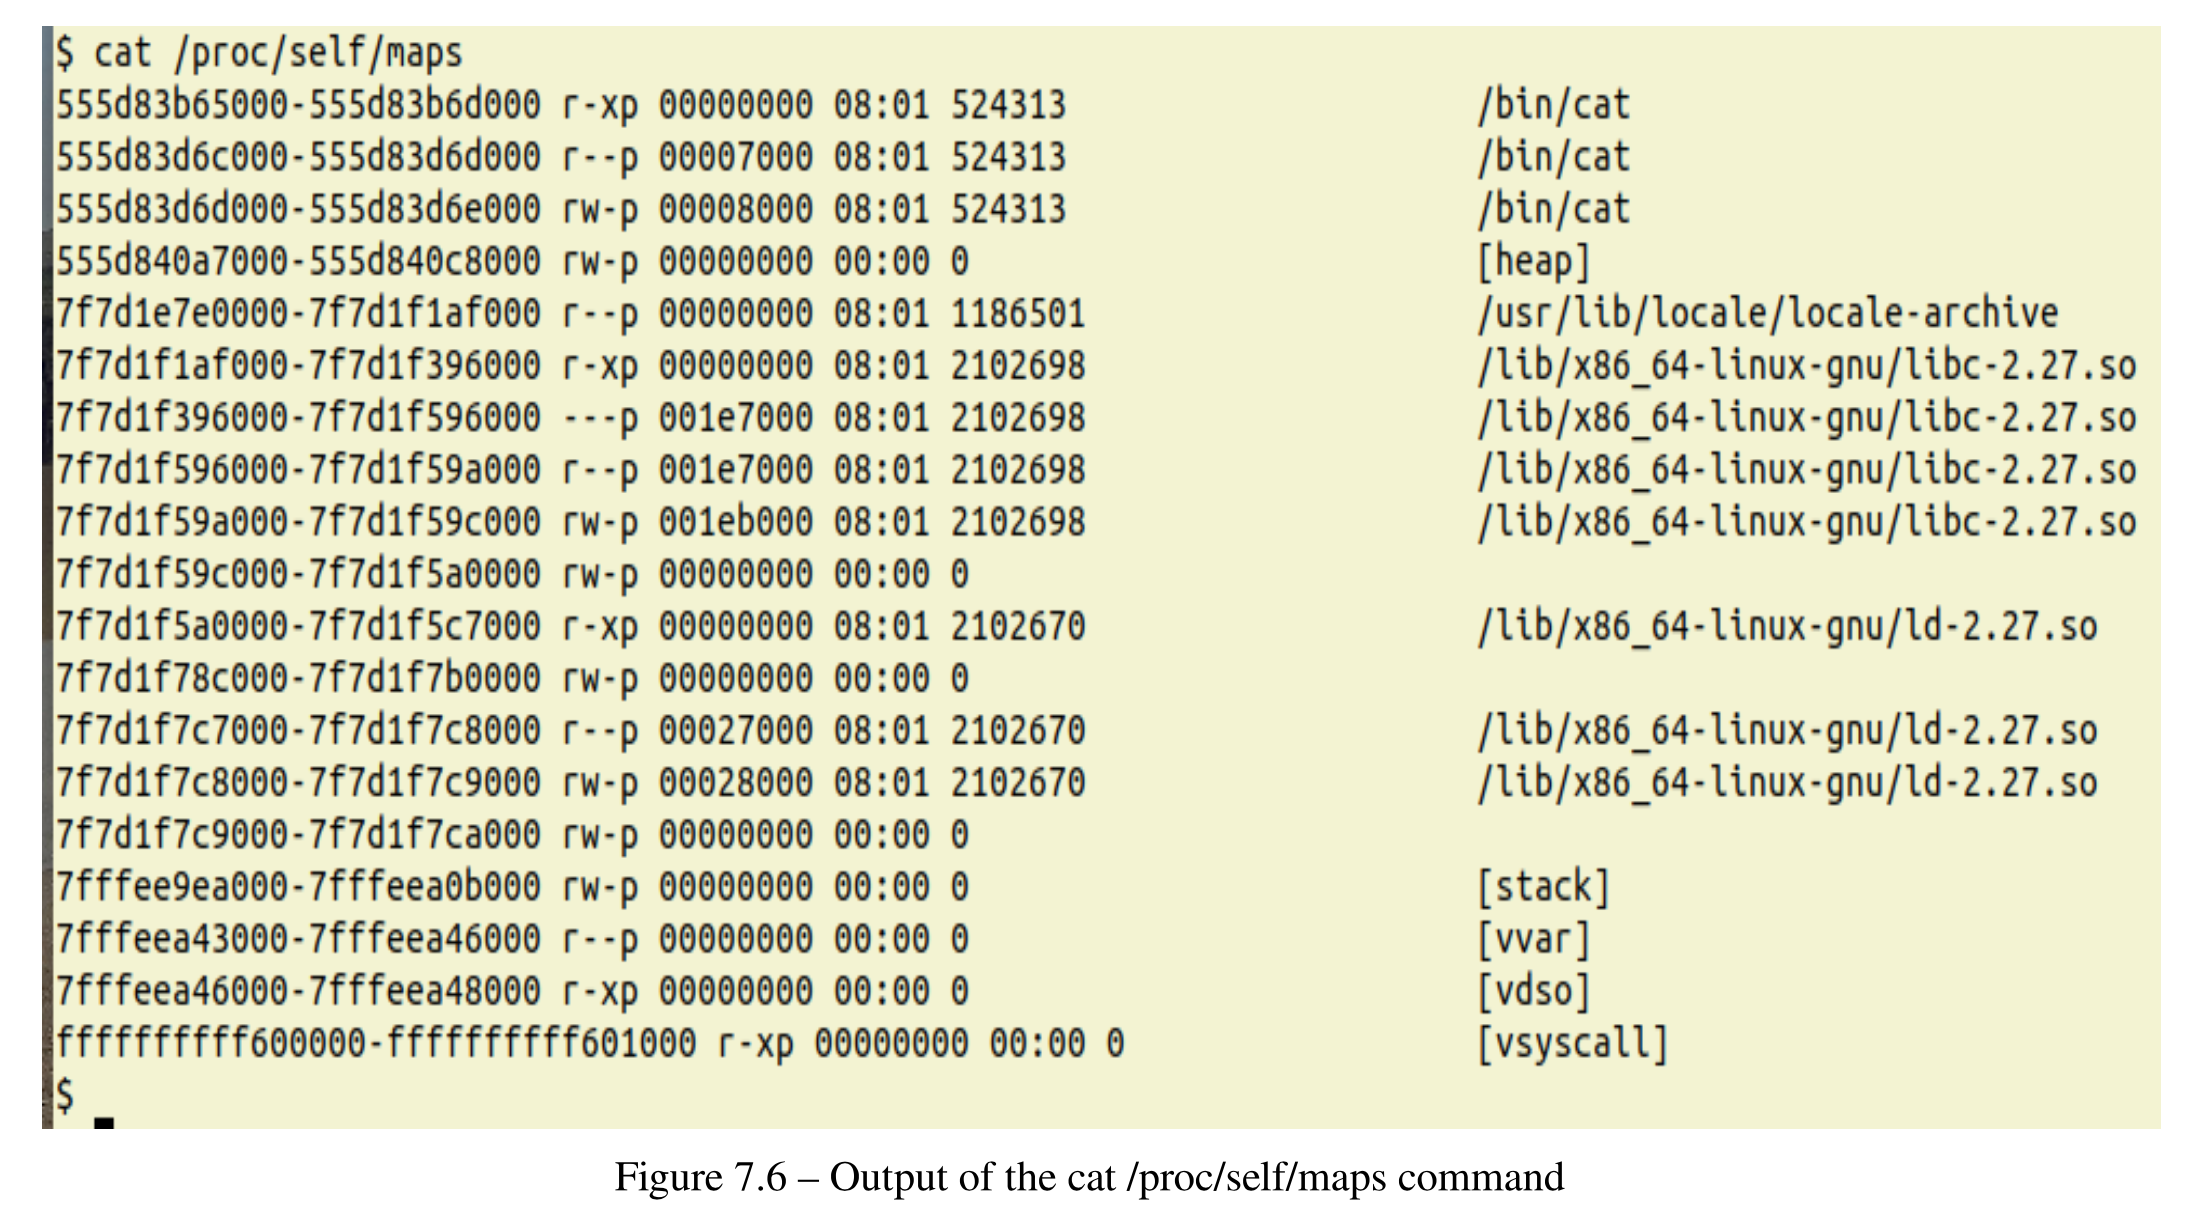 $ cat /proc/self/maps
555d83b65000-555d83b6d000 r-xp 00000000 08:01 524313 /bin/cat
555d83d6c000-555d83d6d000 r--p 00007000 08:01 524313 /bin/cat
555d83d6d000-555d83d6e000 rw-p 00008000 08:01 524313 /bin/cat
555d840a7000-555d840c8000 rw-p 00000000 00:00 0 [heap]
7f7d1e7e0000-7f7d1f1af000 r--p 00000000 08:01 1186501 /usr/lib/locale/locale-archive
7f7d1f1af000-7f7d1f396000 r-xp 00000000 08:01 2102698 /lib/x86_64-linux-gnu/libc-2.27.so
7f7d1f396000-7f7d1f596000 ---p 001e7000 08:01 2102698 /lib/x86_64-linux-gnu/libc-2.27.so
7f7d1f596000-7f7d1f59a000 r--p 001e7000 08:01 2102698 /lib/x86_64-linux-gnu/libc-2.27.so
7f7d1f59a000-7f7d1f59c000 rw-p 001eb000 08:01 2102698 /lib/x86_64-linux-gnu/libc-2.27.so
7f7d1f59c000-7f7d1f5a0000 rw-p 00000000 00:00 0
7f7d1f5a0000-7f7d1f5c7000 r-xp 00000000 08:01 2102670 /lib/x86_64-linux-gnu/ld-2.27.so
7f7d1f78c000-7f7d1f7b0000 rw-p 00000000 00:00 0
7f7d1f7c7000-7f7d1f7c8000 r--p 00027000 08:01 2102670 /lib/x86_64-linux-gnu/ld-2.27.so
7f7d1f7c8000-7f7d1f7c9000 rw-p 00028000 08:01 2102670 /lib/x86_64-linux-gnu/ld-2.27.so
7f7d1f7c9000-7f7d1f7ca000 rw-p 00000000 00:00 0
7fffee9ea000-7fffeea0b000 rw-p 00000000 00:00 0 [stack]
7fffeea43000-7fffeea46000 r--p 00000000 00:00 0 [vvar]
7fffeea46000-7fffeea48000 r-xp 00000000 00:00 0 [vdso]
ffffffffff600000-ffffffffff601000 r-xp 00000000 00:00 0 [vsyscall]
$
Figure 7.6 – Output of the cat /proc/self/maps command